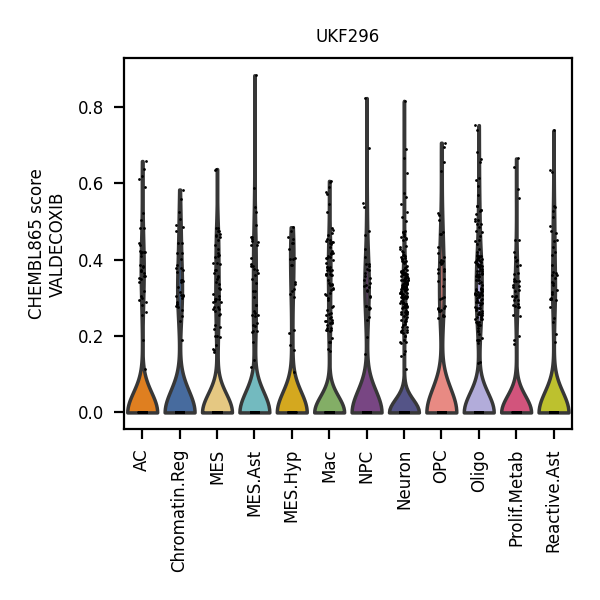 UKF296
CHEMBL865 score
VALDECOXIB
0.8
0.6
0.4
0.2
0.0
AC
Chromatin.Reg
MES
MES.Ast
MES.Hyp
Mac
NPC
Neuron
OPC
Oligo
Prolif.Metab
Reactive.Ast